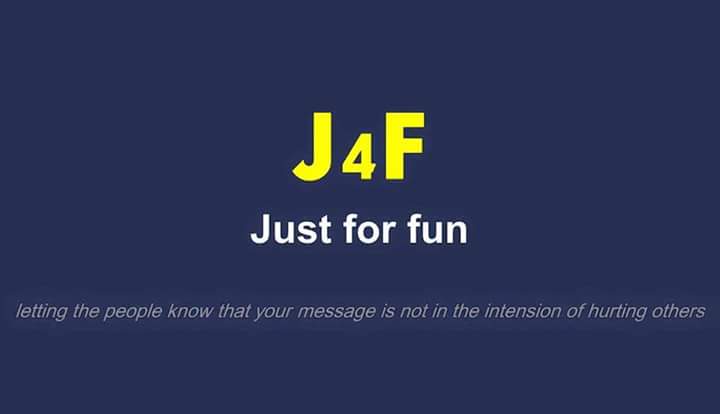 J4F
Just for fun
letting the people know that your message is not in the intension of hurting others